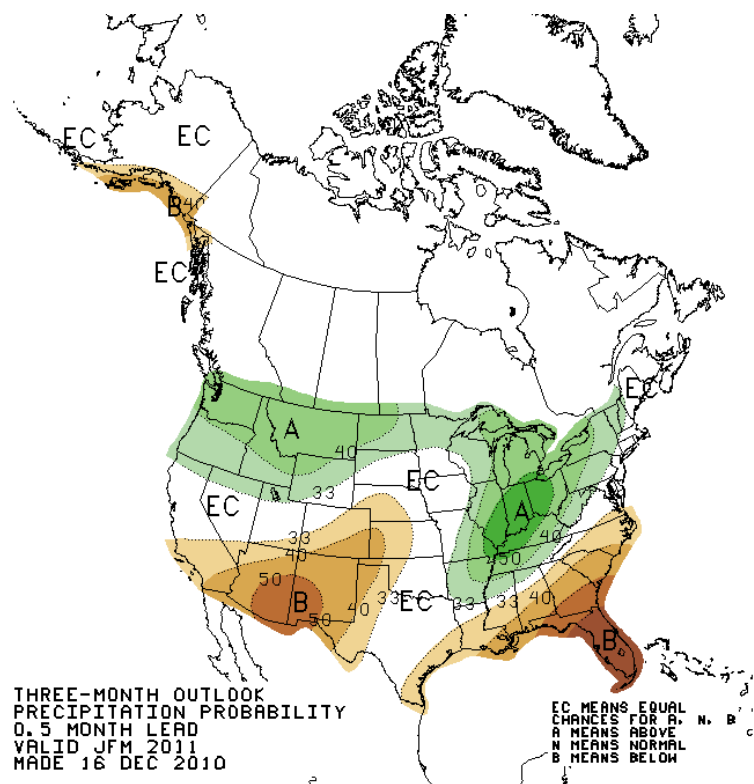 EC
EC
B
40
EC
EC
A
40
EC
33
EC
A
33
40
50
40
50
B
50
40
33
EC
33
33
40
B
THREE-MONTH OUTLOOK
PRECIPITATION PROBABILITY
0.5 MONTH LEAD
VALID JFM 2011
MADE 16 DEC 2010
EC MEANS EQUAL
CHANCES FOR A, N, B
A MEANS ABOVE
N MEANS NORMAL
B MEANS BELOW